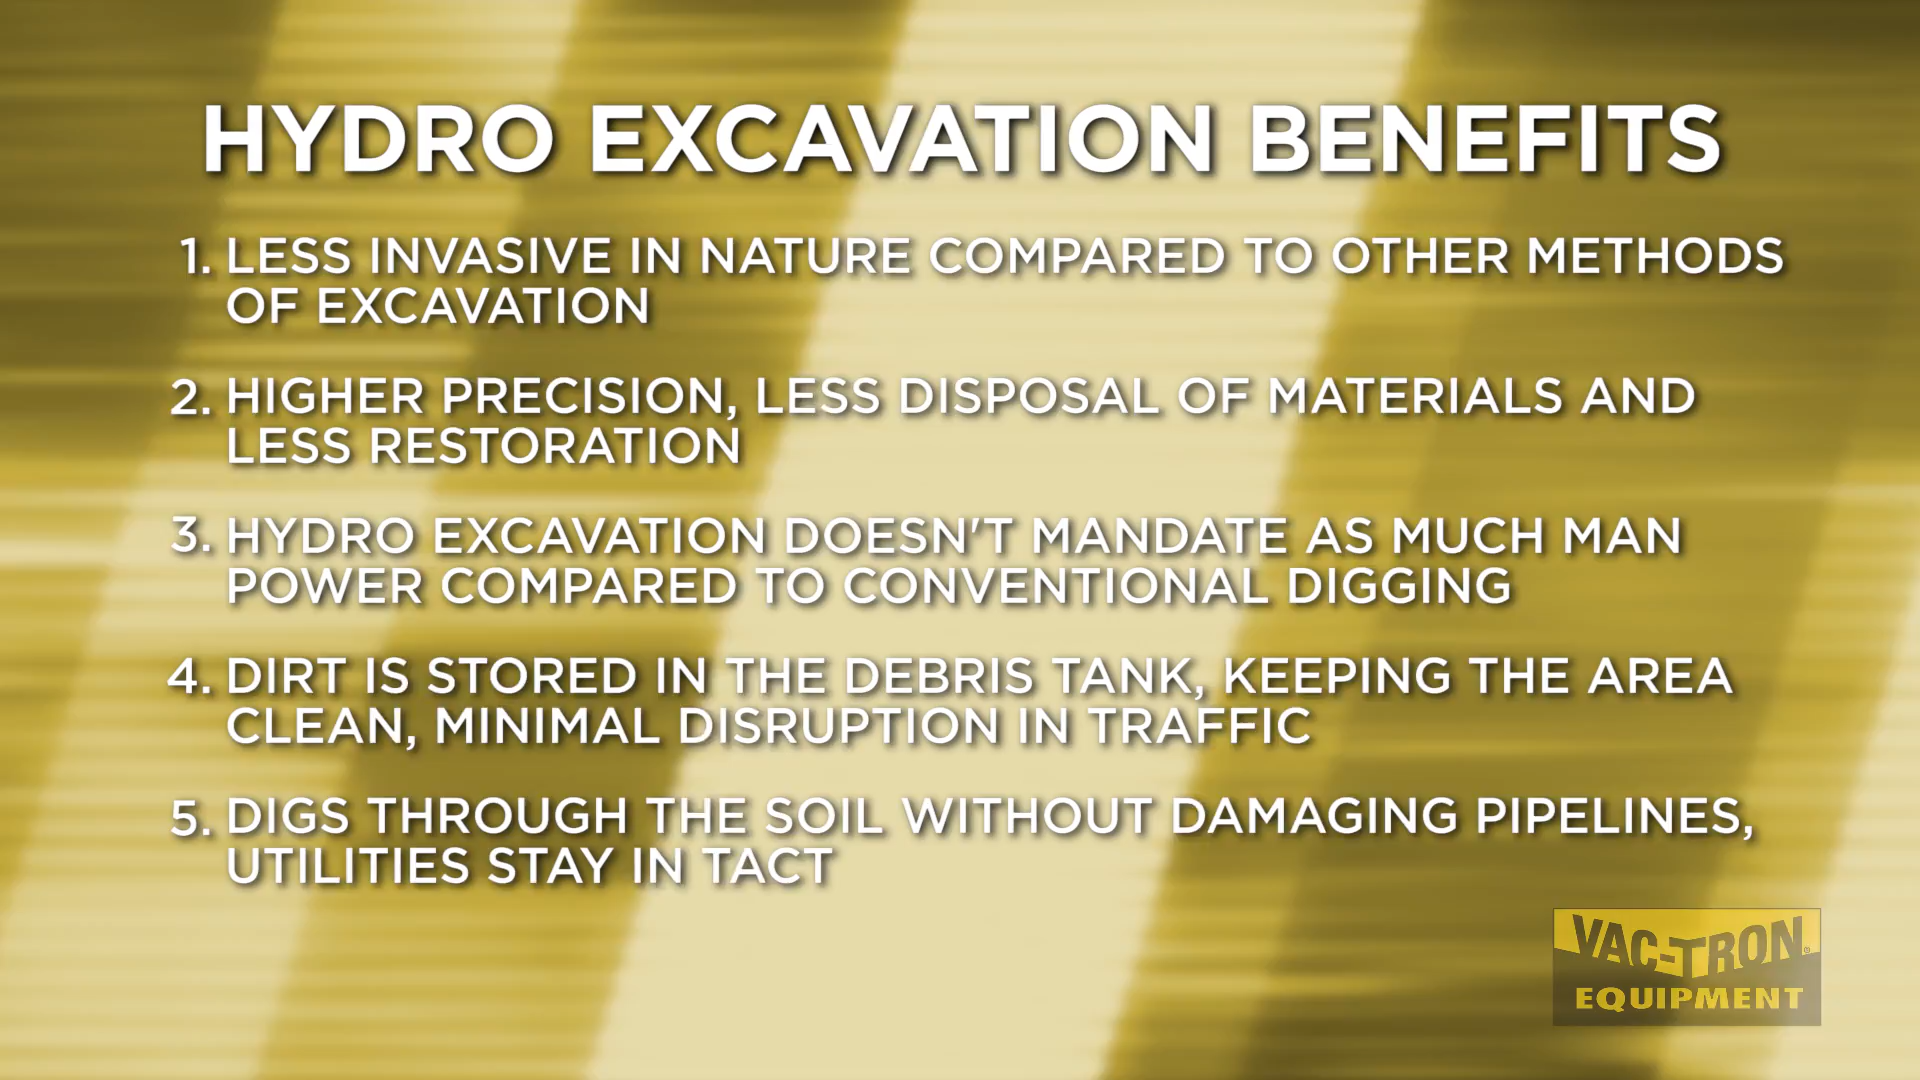 HYDRO EXCAVATION BENEFITS
1. LESS INVASIVE IN NATURE COMPARED TO OTHER METHODS
OF EXCAVATION
2. HIGHER PRECISION, LESS DISPOSAL OF MATERIALS AND
LESS RESTORATION
3. HYDRO EXCAVATION DOESN'T MANDATE AS MUCH MAN
POWER COMPARED TO CONVENTIONAL DIGGING
4. DIRT IS STORED IN THE DEBRIS TANK, KEEPING THE AREA
CLEAN, MINIMAL DISRUPTION IN TRAFFIC
5. DIGS THROUGH THE SOIL WITHOUT DAMAGING PIPELINES,
UTILITIES STAY IN TACT
VAC-TRON®
EQUIPMENT